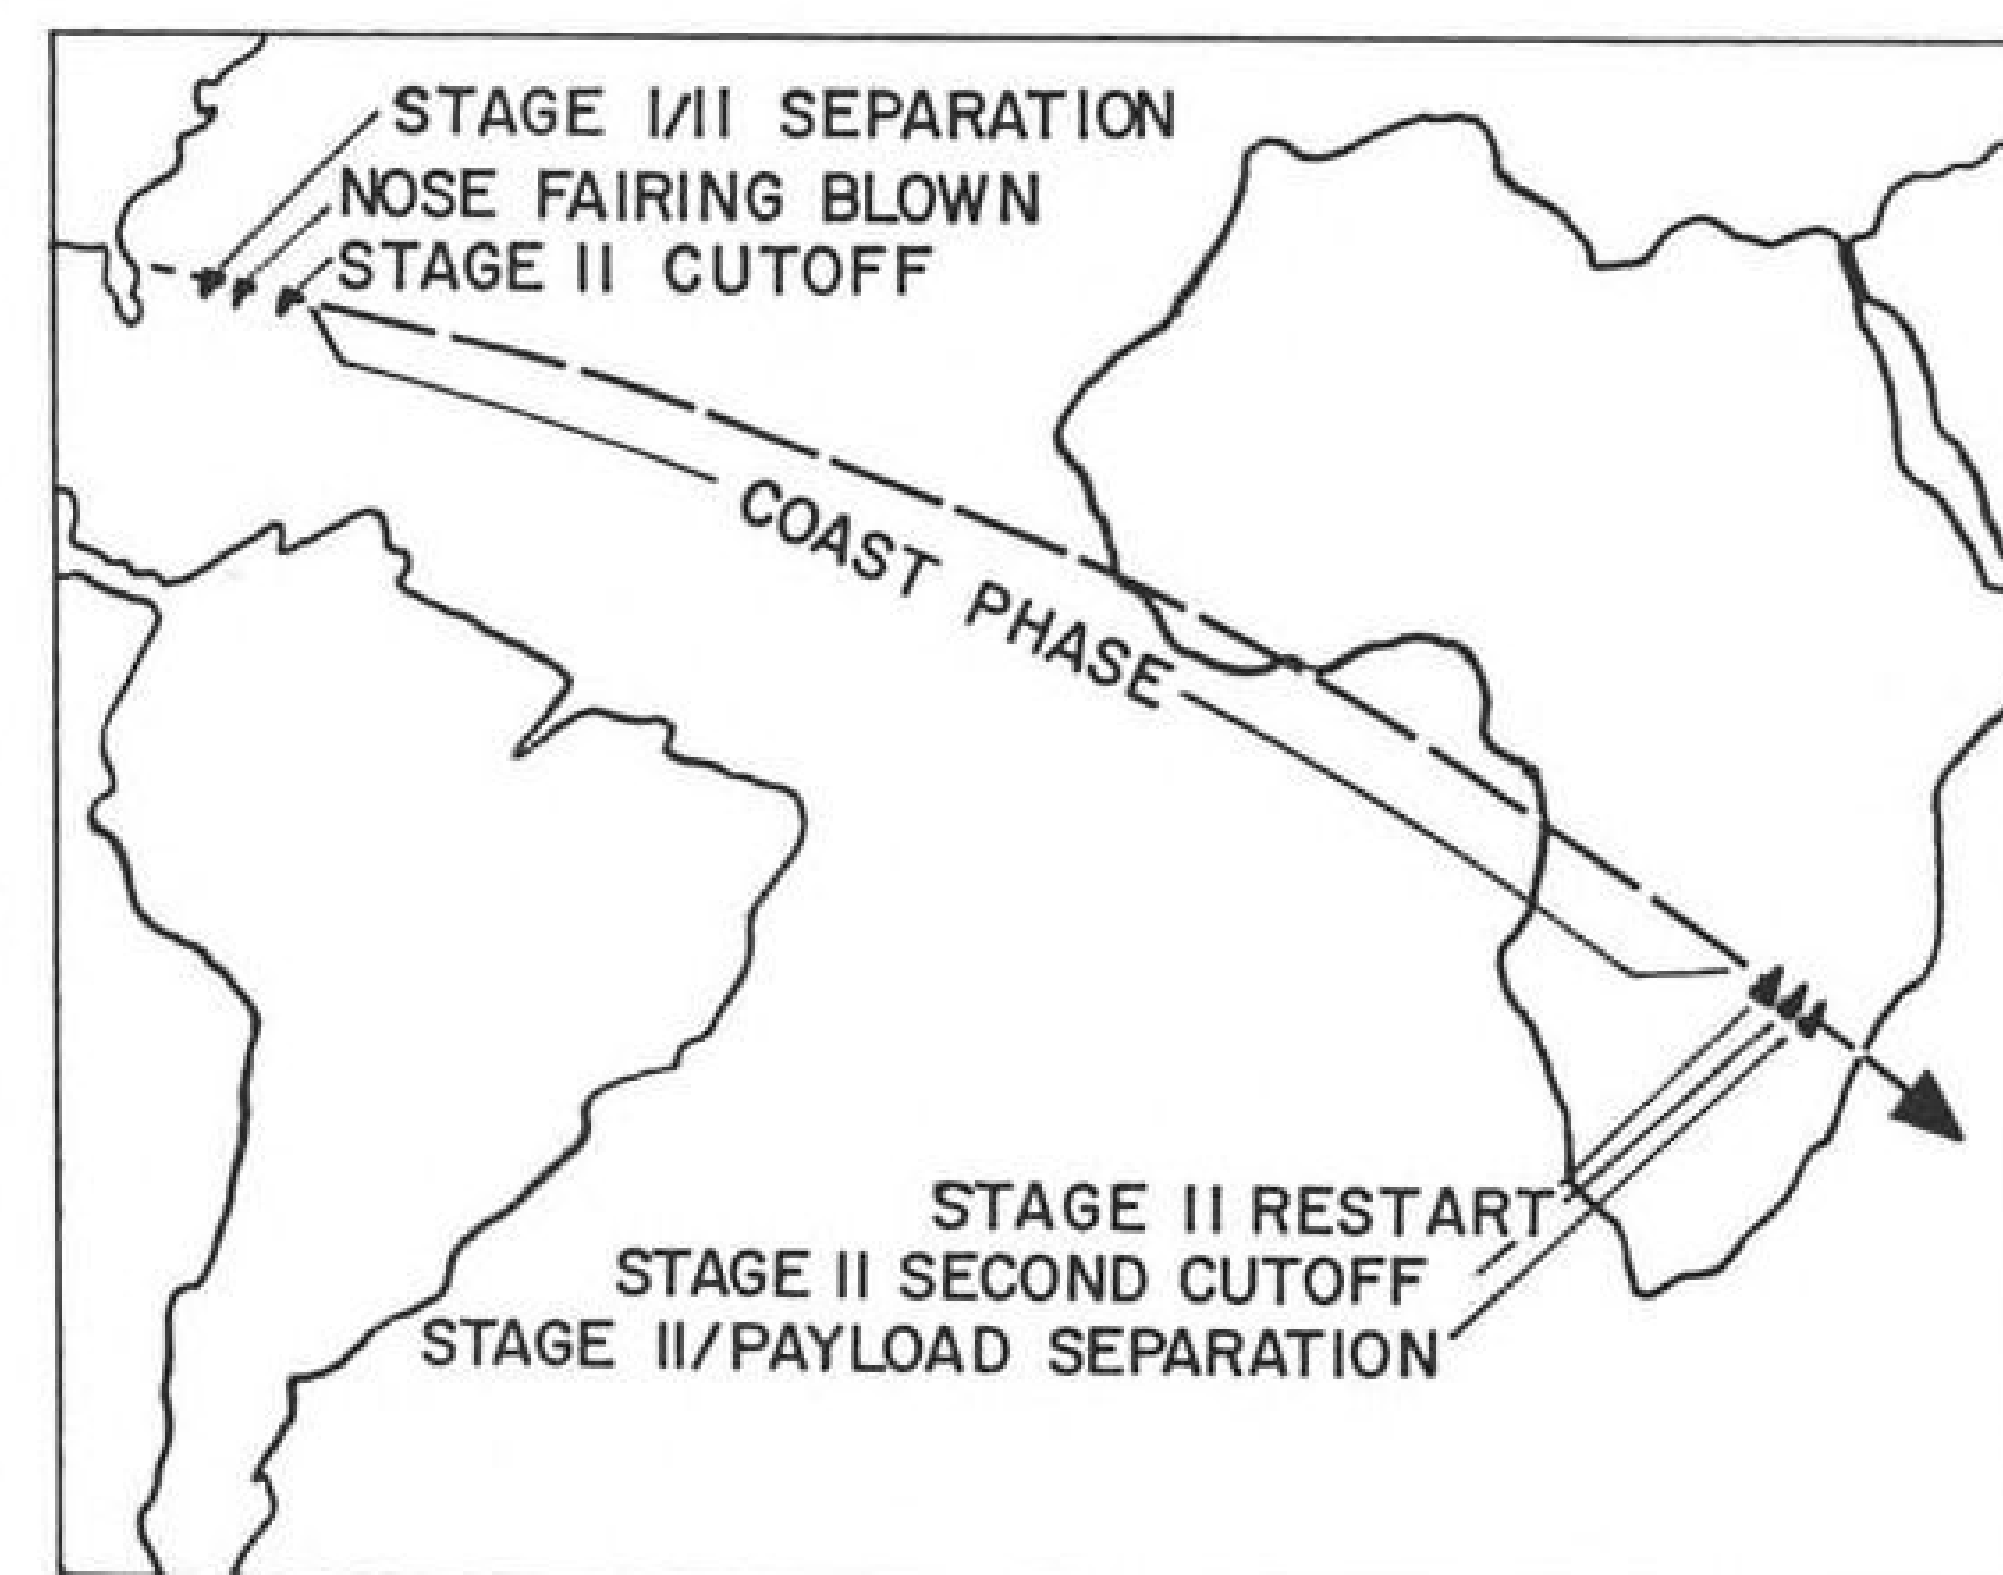 STAGE I/II SEPARATION
NOSE FAIRING BLOWN
STAGE II CUTOFF
COAST PHASE
STAGE II RESTART
STAGE II SECOND CUTOFF
STAGE II/PAYLOAD SEPARATION